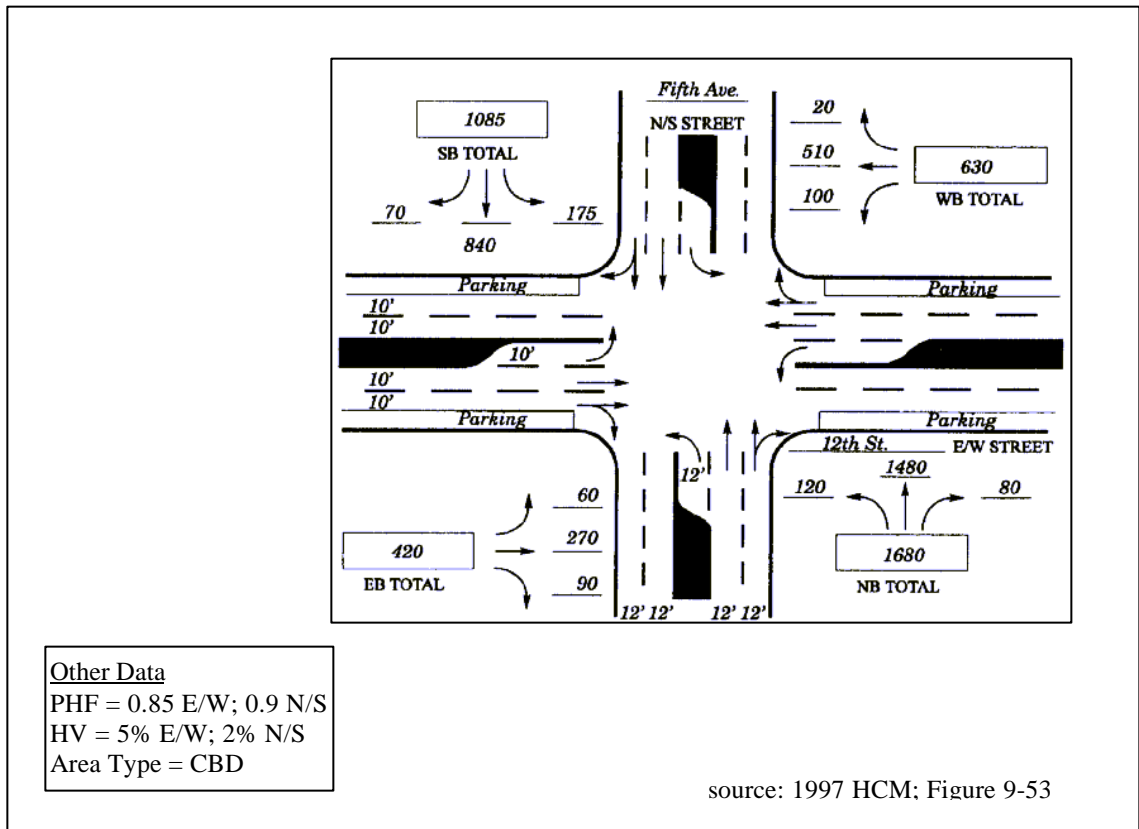 Fifth Ave.
N/S STREET
1085
SB TOTAL
70
840
175
20
510
100
630
WB TOTAL
Parking
Parking
10'
10'
10'
10'
10'
Parking
Parking
12th St.
E/W STREET
12'
60
270
90
420
EB TOTAL
120
1480
80
1680
NB TOTAL
12' 12'
12' 12'
Other Data
PHF = 0.85 E/W; 0.9 N/S
HV = 5% E/W; 2% N/S
Area Type = CBD
source: 1997 HCM; Figure 9-53